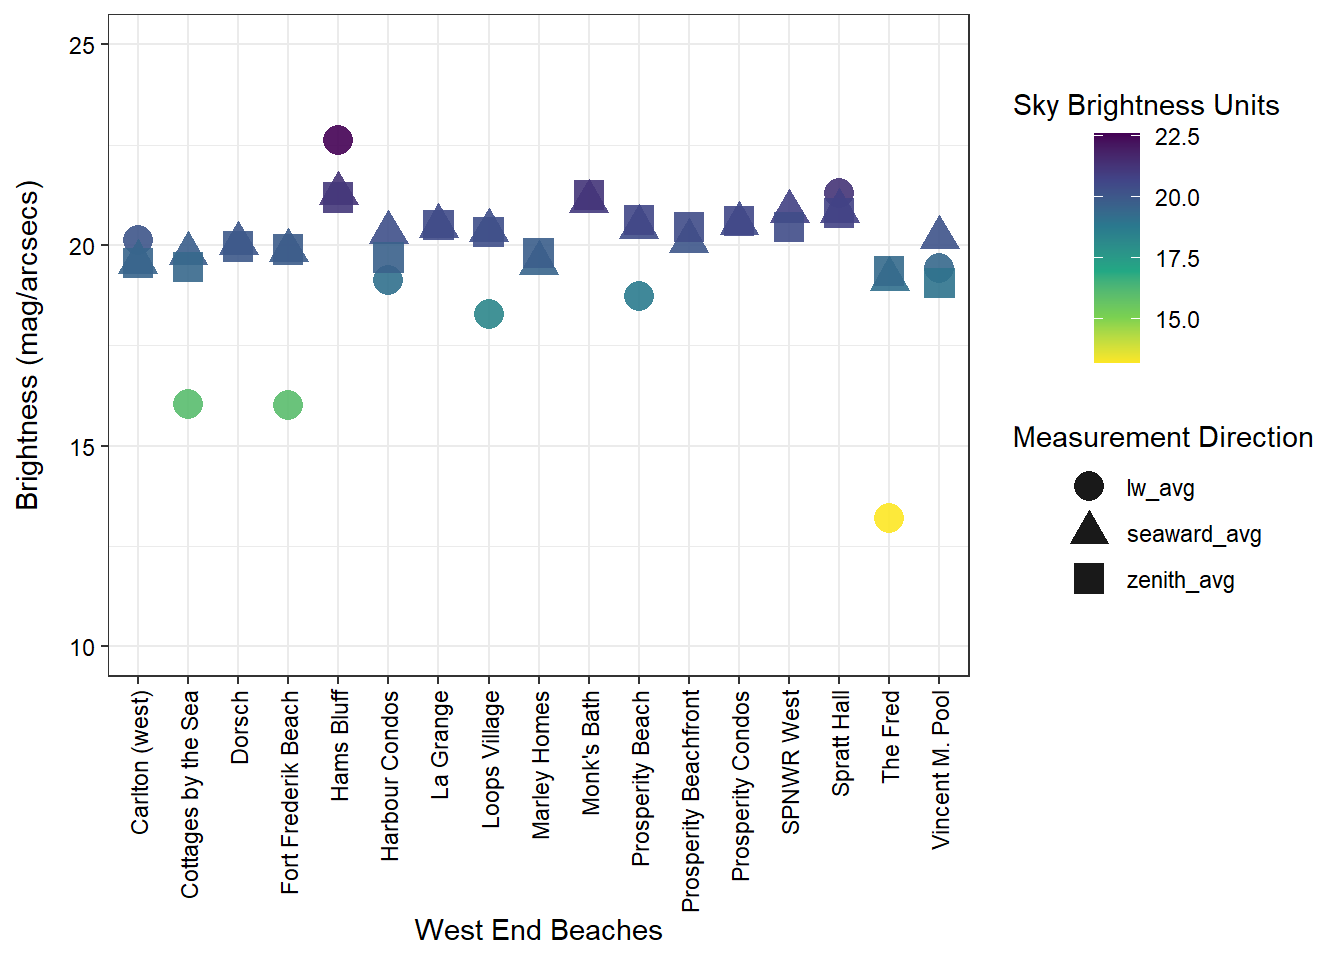 Brightness (mag/arcsecs)
25
20
15
10
Carlton (west)
Cottages by the Sea
Dorsch
Fort Frederik Beach
Hams Bluff
Harbour Condos
La Grange
Loops Village
Marley Homes
Monk's Bath
Prosperity Beach
Prosperity Beachfront
Prosperity Condos
SPNWR West
Spratt Hall
The Fred
Vincent M. Pool
West End Beaches
Sky Brightness Units
22.5
20.0
17.5
15.0
Measurement Direction
lw_avg
seaward_avg
zenith_avg